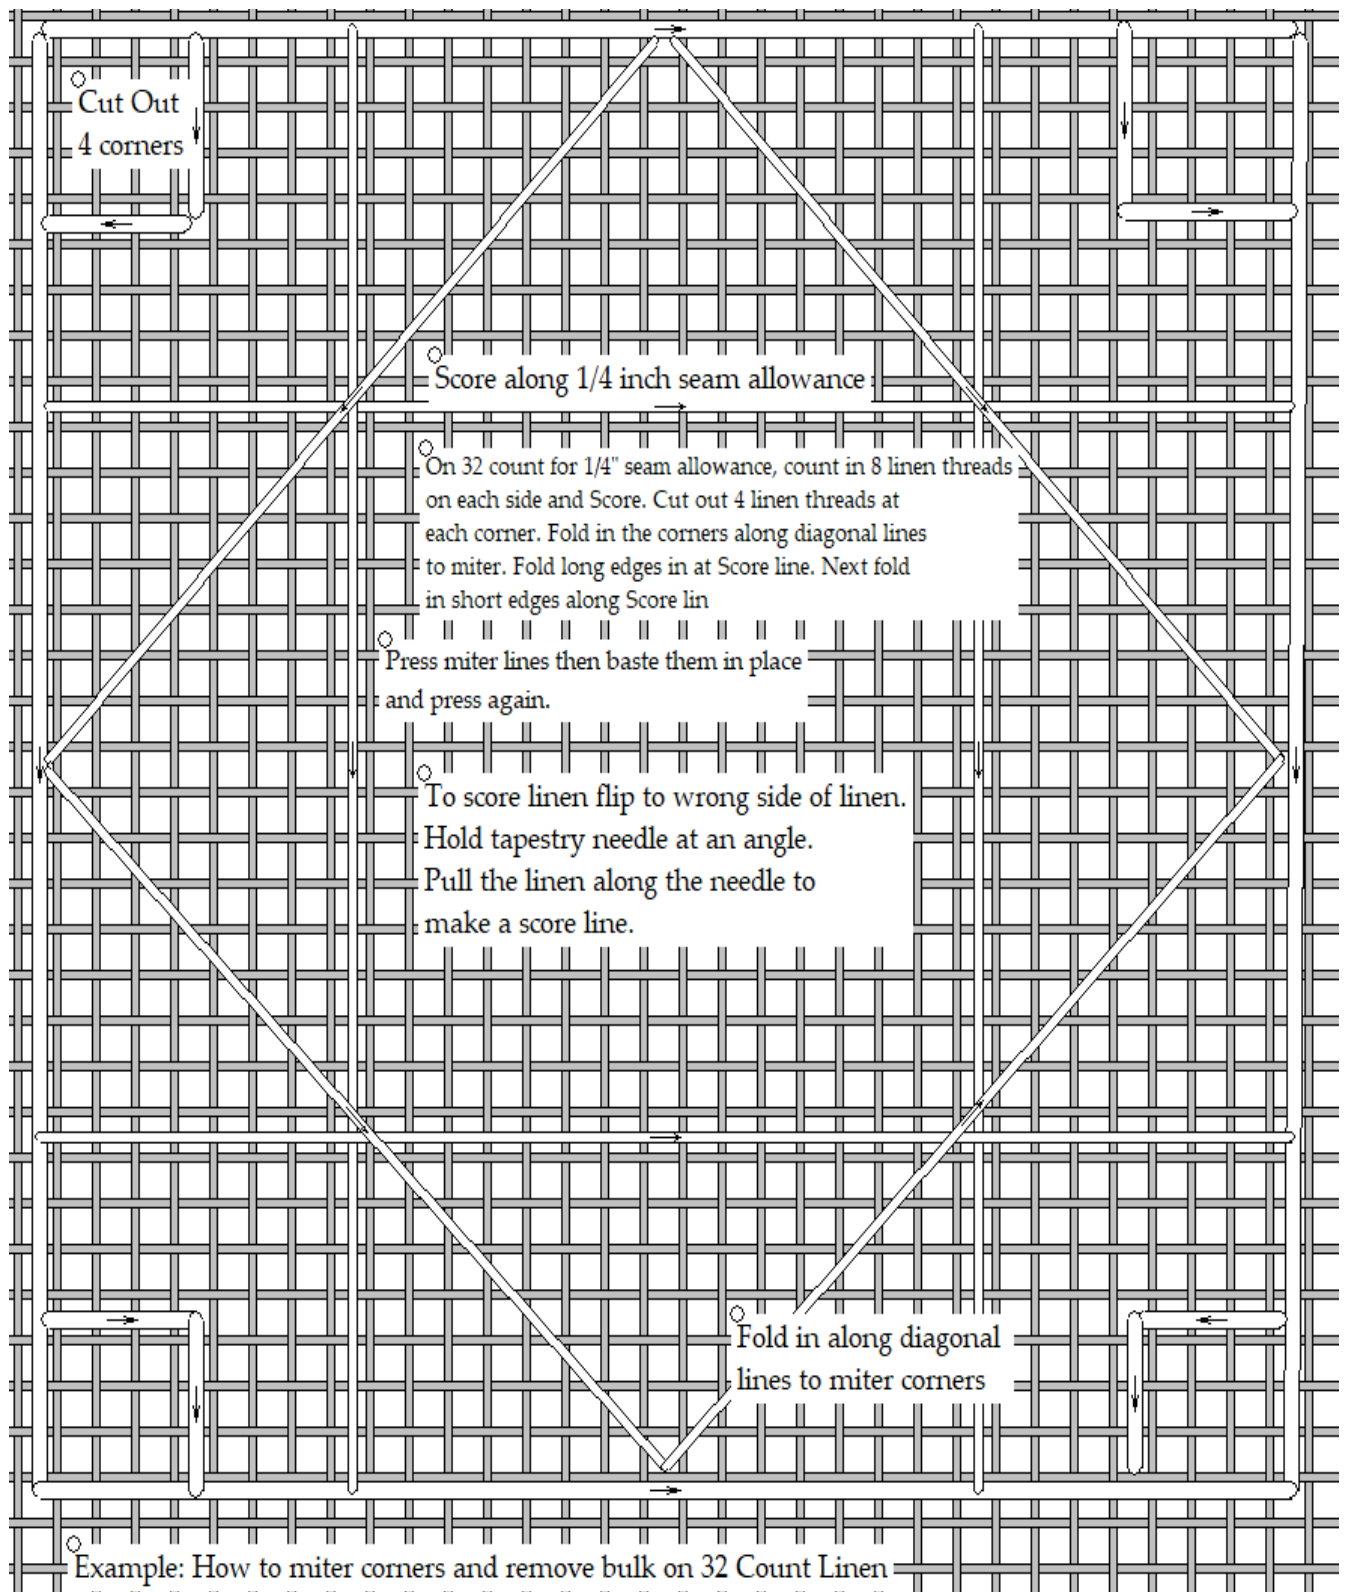 Cut Out
4 corners
Score along 1/4 inch seam allowance
On 32 count for 1/4" seam allowance, count in 8 linen threads
on each side and Score. Cut out 4 linen threads at
each corner. Fold in the corners along diagonal lines
to miter. Fold long edges in at Score line. Next fold
in short edges along Score lin
Press miter lines then baste them in place
and press again.
To score linen flip to wrong side of linen.
Hold tapestry needle at an angle.
Pull the linen along the needle to
make a score line.
Fold in along diagonal
lines to miter corners
Example: How to miter corners and remove bulk on 32 Count Linen